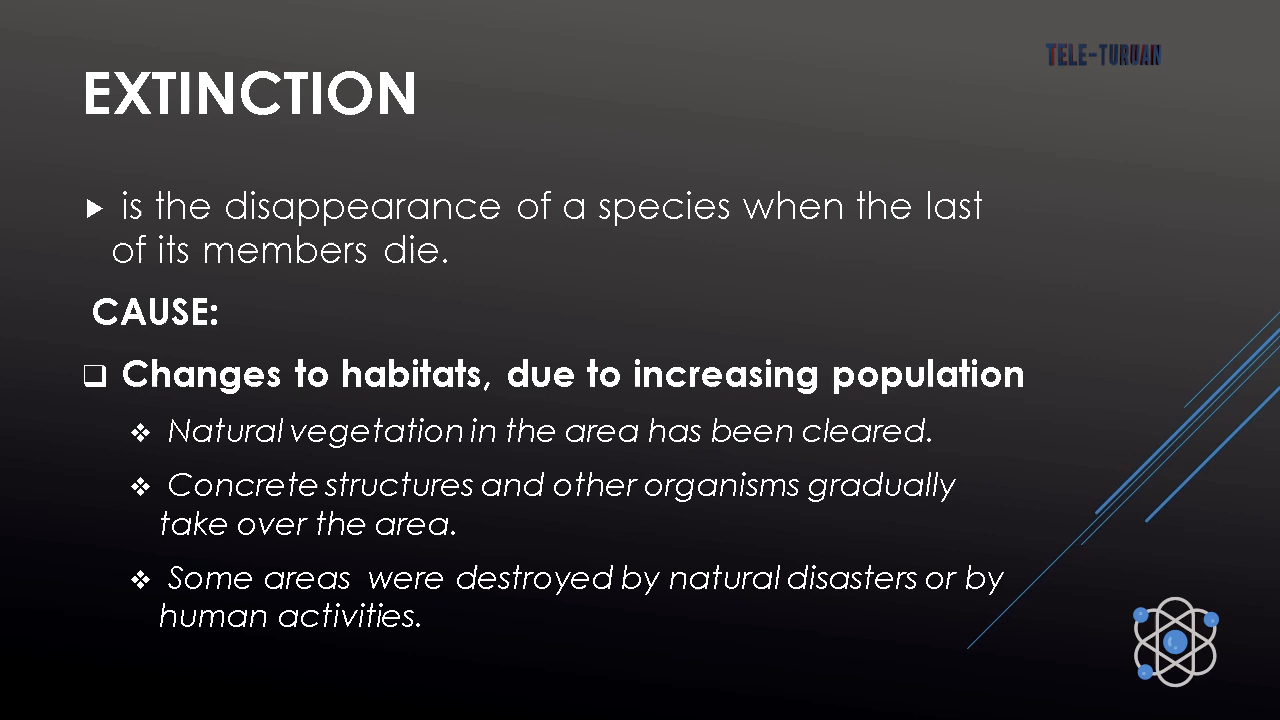 TELE-TURUAN
EXTINCTION
is the disappearance of a species when the last
of its members die.
CAUSE:
Changes to habitats, due to increasing population
Natural vegetation in the area has been cleared.
Concrete structures and other organisms gradually
take over the area.
Some areas were destroyed by natural disasters or by
human activities.